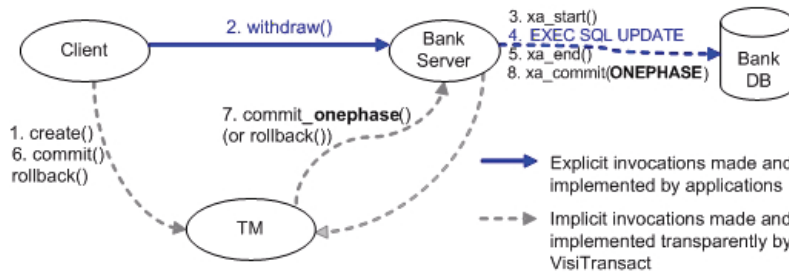 Client
2. withdraw()
Bank
Server
3. xa_start()
4. EXEC SQL UPDATE
5. xa_end()
8. xa_commit(ONEPHASE)
Bank
DB
1. create()
6. commit()
rollback()
7. commit_onephase()
(or rollback())
TM
Explicit invocations made and
implemented by applications
Implicit invocations made and
implemented transparently by
VisiTransact